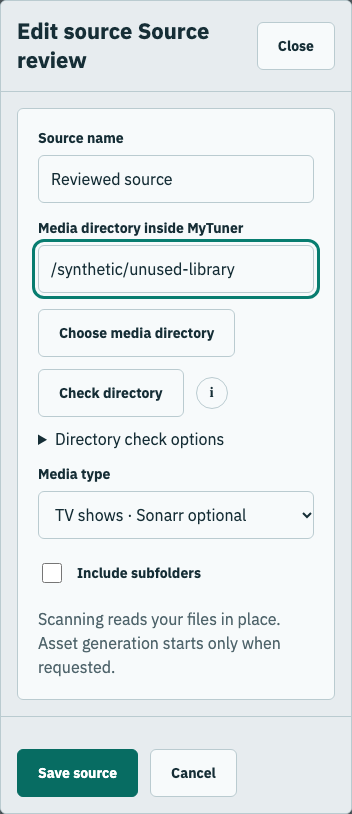 Edit source Source
review
Close
Source name
Reviewed source
Media directory inside MyTuner
/synthetic/unused-library
Choose media directory
Check directory
i
Directory check options
Media type
TV shows · Sonarr optional
Include subfolders
Scanning reads your files in place.
Asset generation starts only when
requested.
Save source
Cancel